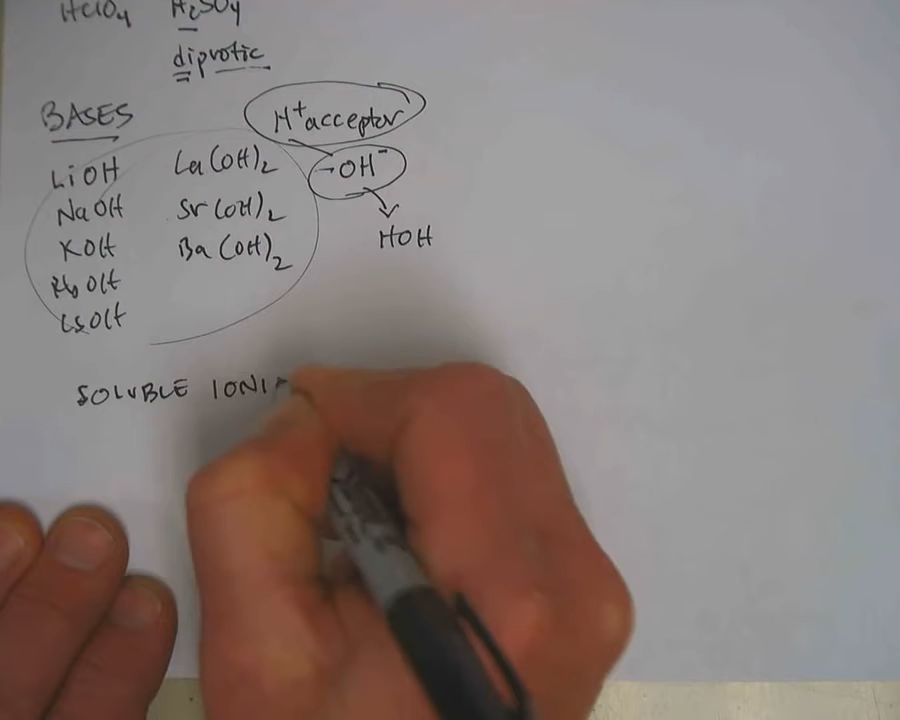 HClO4 H2SO4
diprotic
BASES H+ acceptor
LiOH Ca(OH)2 -OH-
NaOH Sr(OH)2
KOH Ba(OH)2 HOH
RbOH
CsOH
SOLUBLE IONI